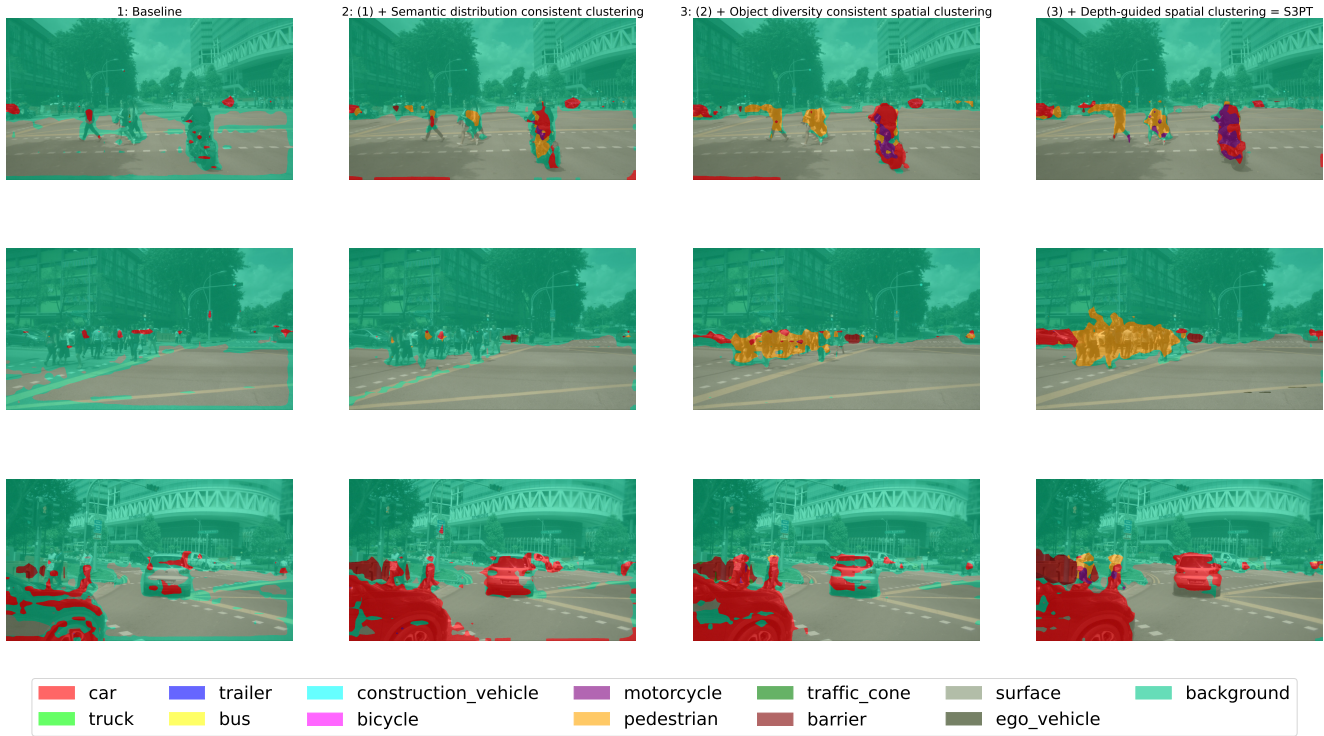 1: Baseline
2: (1) + Semantic distribution consistent clustering
3: (2) + Object diversity consistent spatial clustering
(3) + Depth-guided spatial clustering = S3PT
car
trailer
construction_vehicle
motorcycle
traffic_cone
surface
background
truck
bus
bicycle
pedestrian
barrier
ego_vehicle